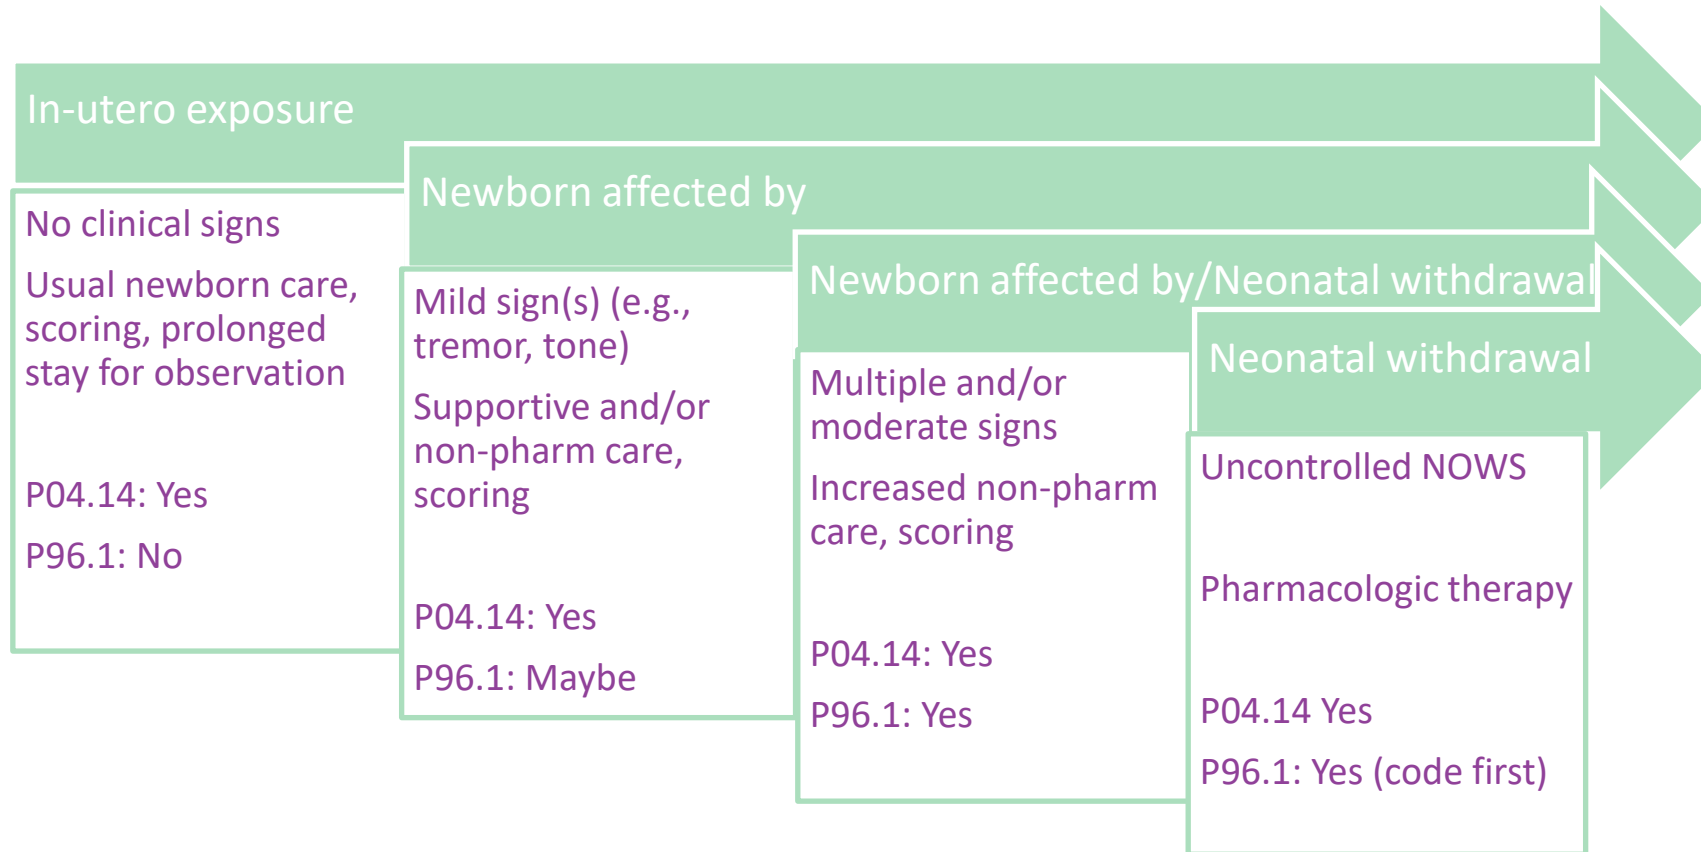 In-utero exposure
No clinical signs
Usual newborn care,
scoring, prolonged
stay for observation
P04.14: Yes
P96.1: No
Newborn affected by
Mild sign(s) (e.g.,
tremor, tone)
Supportive and/or
non-pharm care,
scoring
P04.14: Yes
P96.1: Maybe
Newborn affected by/Neonatal withdrawal
Multiple and/or
moderate signs
Increased non-pharm
care, scoring
P04.14: Yes
P96.1: Yes
Neonatal withdrawal
Uncontrolled NOWS
Pharmacologic therapy
P04.14 Yes
P96.1: Yes (code first)